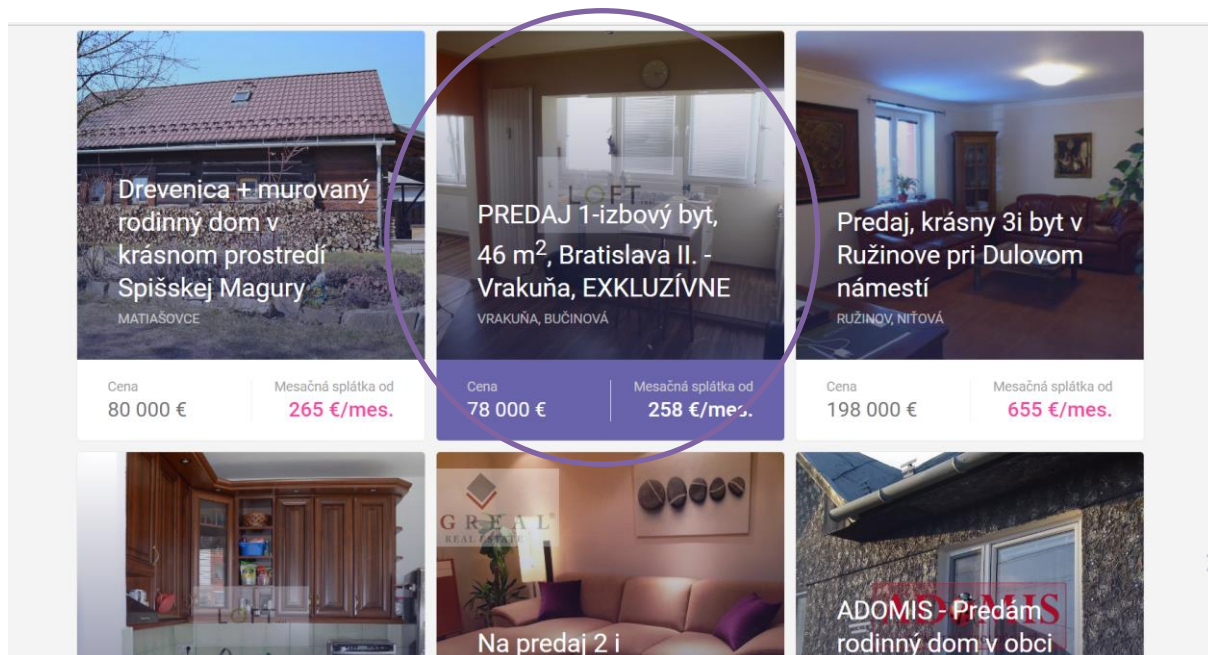 Drevenica + murovaný
rodinný dom v
krásnom prostredí
Spišskej Magury
MATIAŠOVCE
Cena
80 000 €
Mesačná splátka od
265 €/mes.
LOFT
PREDAJ 1-izbový byt,
46 m², Bratislava II. -
Vrakuňa, EXKLUZÍVNE
VRAKUŇA, BUČINOVÁ
Cena
78 000 €
Mesačná splátka od
258 €/mes.
Predaj, krásny 3i byt v
Ružinove pri Dulovom
námestí
RUŽINOV, NIŤOVÁ
Cena
198 000 €
Mesačná splátka od
655 €/mes.
LOFT
GREAL
REAL ESTATE
Na predaj 2 i
ADOMIS
ADOMIS - Predám
rodinný dom v obci